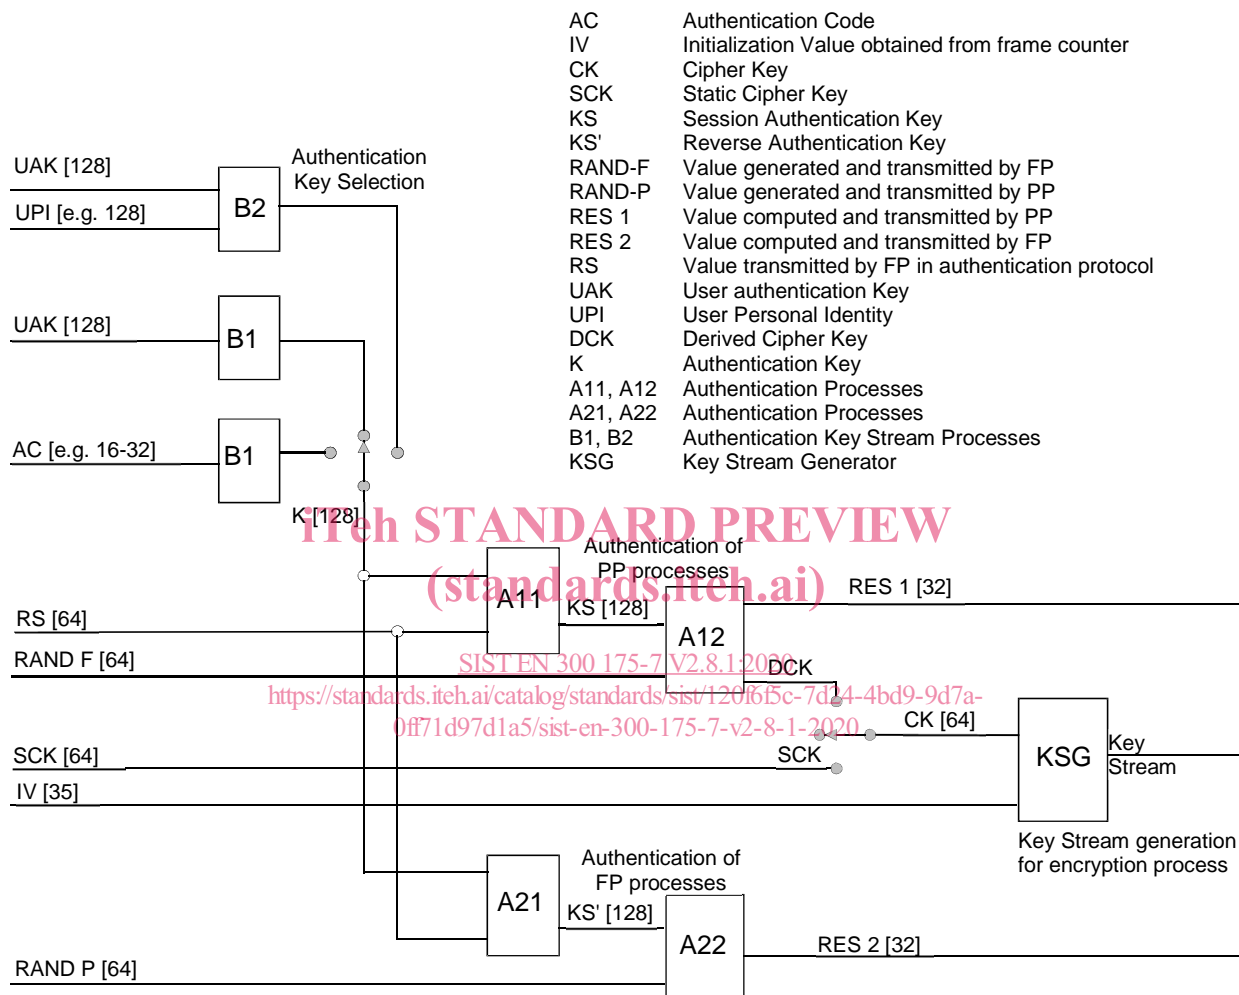 AC Authentication Code
IV Initialization Value obtained from frame counter
CK Cipher Key
SCK Static Cipher Key
KS Session Authentication Key
KS' Reverse Authentication Key
RAND-F Value generated and transmitted by FP
RAND-P Value generated and transmitted by PP
RES 1 Value computed and transmitted by PP
RES 2 Value computed and transmitted by FP
RS Value transmitted by FP in authentication protocol
UAK User authentication Key
UPI User Personal Identity
DCK Derived Cipher Key
K Authentication Key
A11, A12 Authentication Processes
A21, A22 Authentication Processes
B1, B2 Authentication Key Stream Processes
KSG Key Stream Generator
UAK [128]
UPI [e.g. 128]
B2
Authentication
Key Selection
UAK [128]
B1
AC [e.g. 16-32]
B1
K [128]
iTeh STANDARD PREVIEW
(standards.iteh.ai)
Authentication of
PP processes
A11
KS [128]
A12
RES 1 [32]
RS [64]
RAND F [64]
SIST EN 300 175-7 V2.8.1:2020
https://standards.iteh.ai/catalog/standards/sist/120f6f5c-7d24-4bd9-9d7a-
0ff71d97d1a5/sist-en-300-175-7-v2-8-1-2020
DCK
CK [64]
SCK [64]
SCK
KSG
Key
Stream
IV [35]
Key Stream generation
for encryption process
Authentication of
FP processes
A21
KS' [128]
A22
RES 2 [32]
RAND P [64]